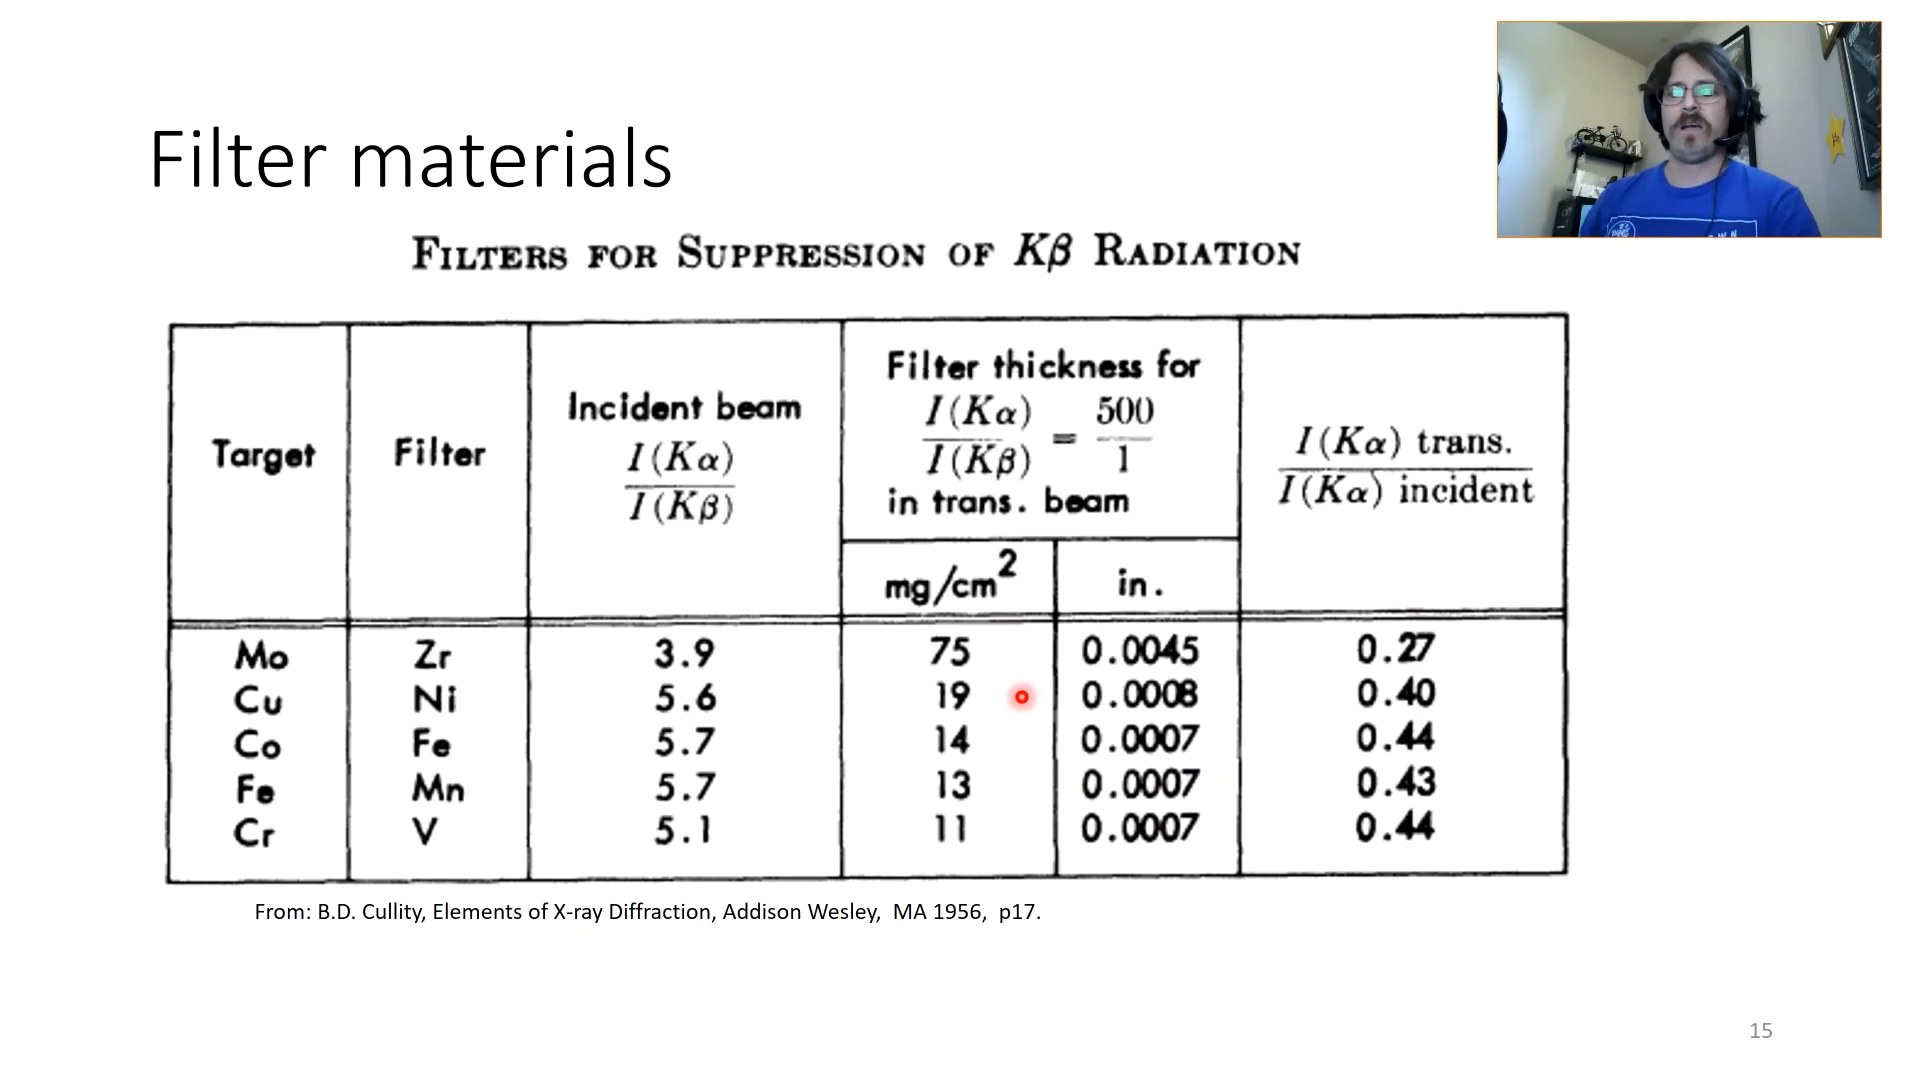 Filter materials
FILTERS FOR SUPPRESSION OF Kβ RADIATION
Target
Filter
Incident beam
I(Kα)
I(Kβ)
Filter thickness for
I(Kα) = 500
I(Kβ) 1
in trans. beam
mg/cm²
in.
I(Kα) trans.
I(Kα) incident
Mo Zr 3.9 75 0.0045 0.27
Cu Ni 5.6 19 0.0008 0.40
Co Fe 5.7 14 0.0007 0.44
Fe Mn 5.7 13 0.0007 0.43
Cr V 5.1 11 0.0007 0.44
From: B.D. Cullity, Elements of X-ray Diffraction, Addison Wesley, MA 1956, p17.
15